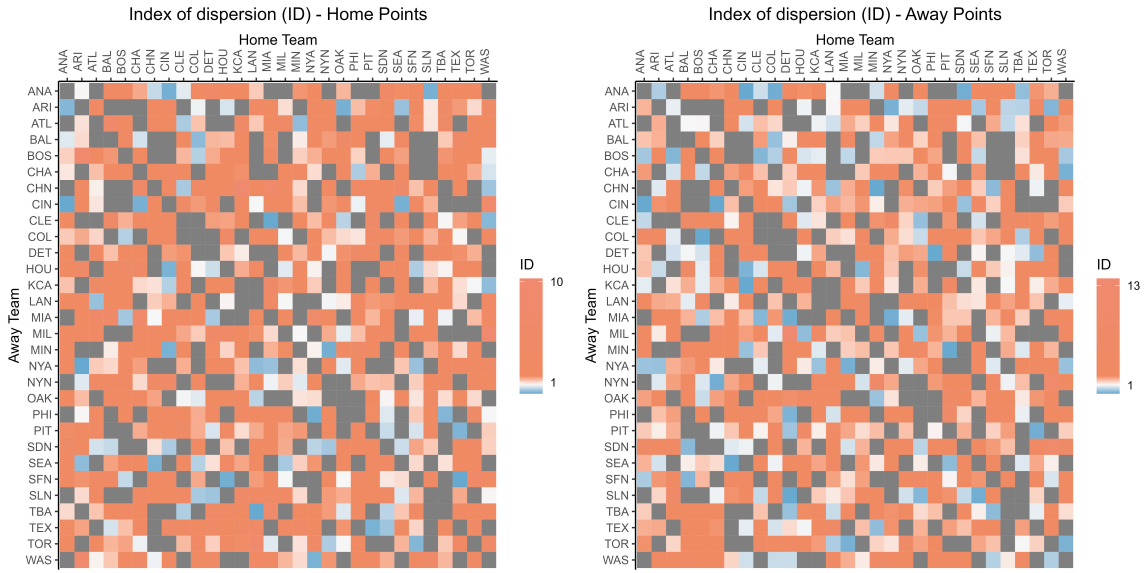 Index of dispersion (ID) - Home Points
Home Team
ANA ARI ATL BAL BOS CHA CHN CIN CLE COL DET HOU KCA LAN MIA MIL MIN NYA NYN OAK PHI PIT SDN SEA SFN SLN TBA TEX TOR WAS
Away Team
ANA
ARI
ATL
BAL
BOS
CHA
CHN
CIN
CLE
COL
DET
HOU
KCA
LAN
MIA
MIL
MIN
NYA
NYN
OAK
PHI
PIT
SDN
SEA
SFN
SLN
TBA
TEX
TOR
WAS
ID
10
1
Index of dispersion (ID) - Away Points
Home Team
ANA ARI ATL BAL BOS CHA CHN CIN CLE COL DET HOU KCA LAN MIA MIL MIN NYA NYN OAK PHI PIT SDN SEA SFN SLN TBA TEX TOR WAS
Away Team
ANA
ARI
ATL
BAL
BOS
CHA
CHN
CIN
CLE
COL
DET
HOU
KCA
LAN
MIA
MIL
MIN
NYA
NYN
OAK
PHI
PIT
SDN
SEA
SFN
SLN
TBA
TEX
TOR
WAS
ID
13
1